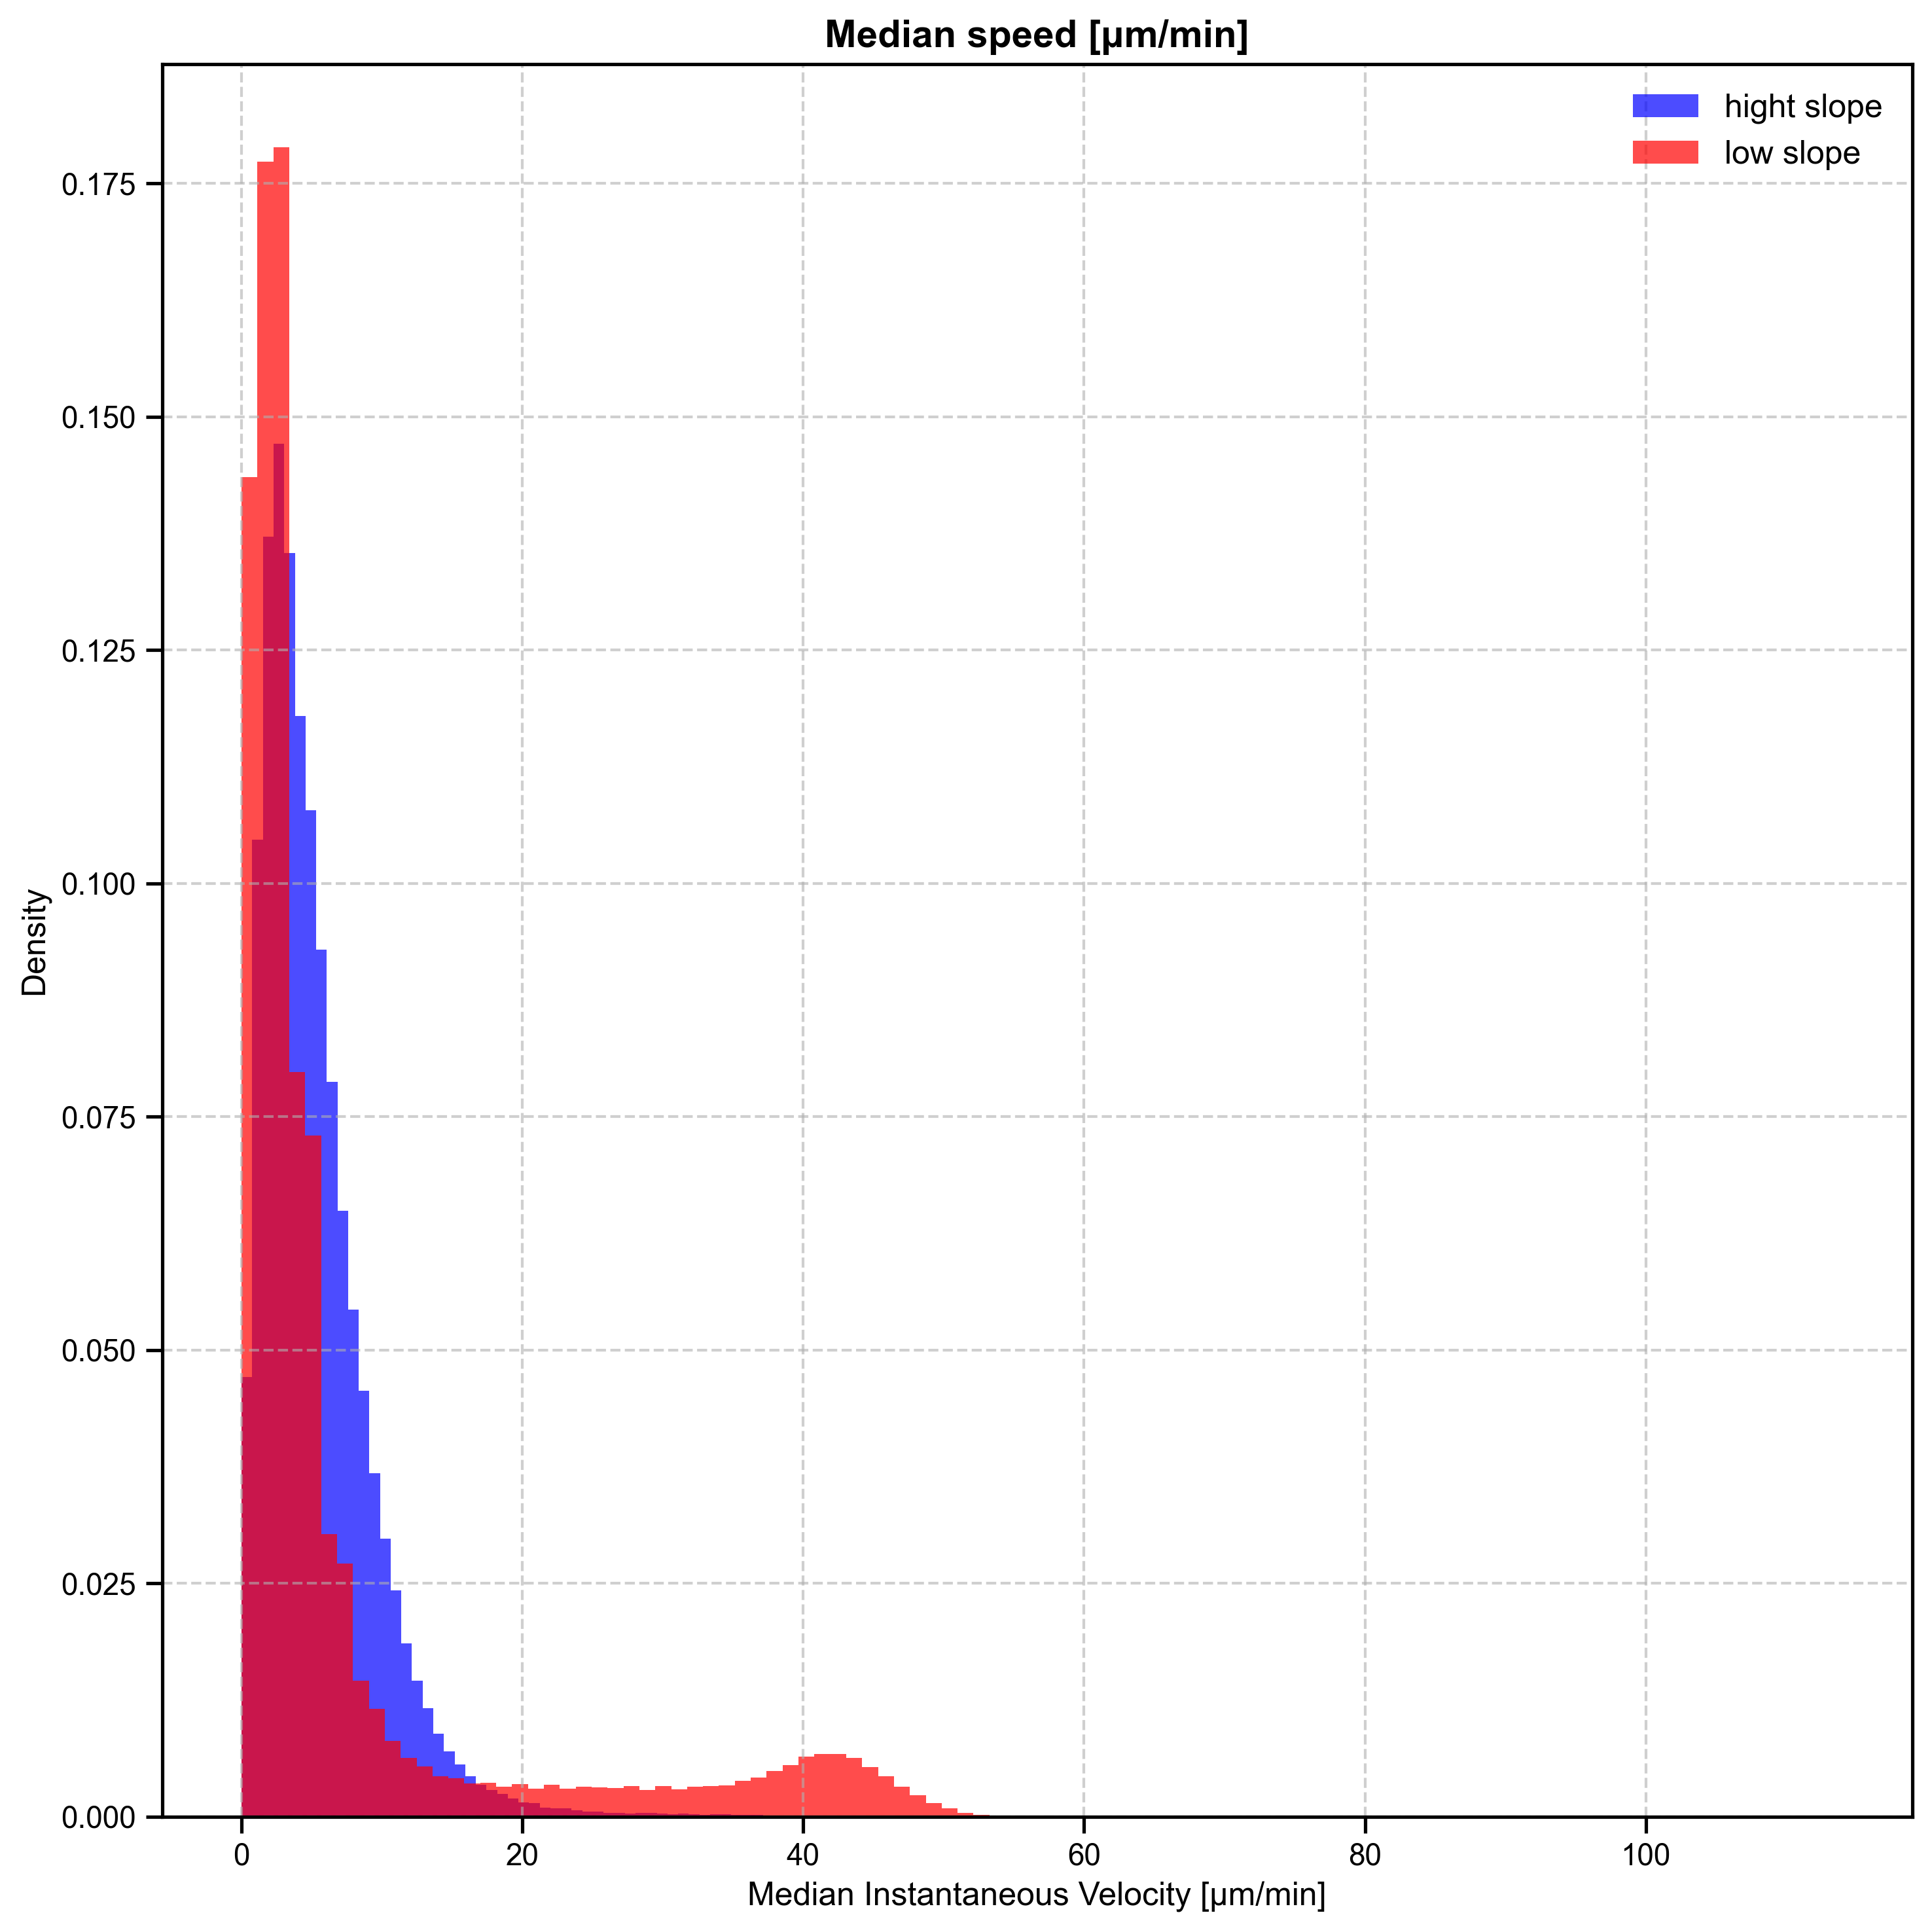 Median speed [µm/min]
hight slope
low slope
0.175
0.150
0.125
0.100
0.075
0.050
0.025
0.000
Density
0 20 40 60 80 100
Median Instantaneous Velocity [µm/min]